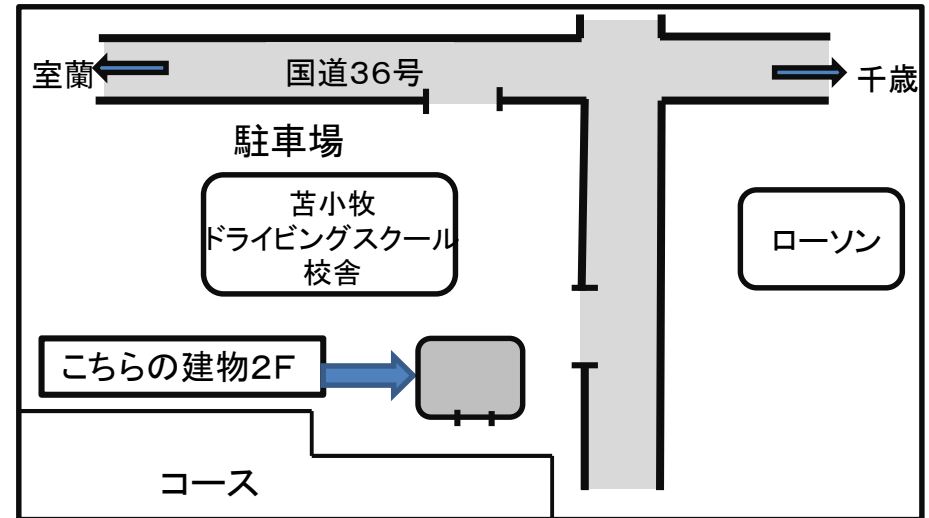 室蘭
国道36号
千歳
駐車場
苫小牧
ドライビングスクール
校舎
ローソン
こちらの建物2F
コース